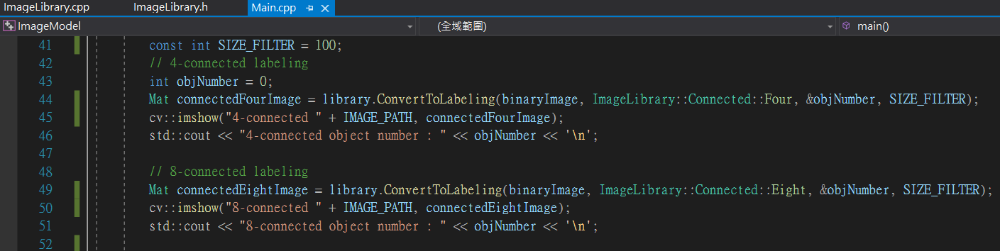 ImageLibrary.cpp ImageLibrary.h Main.cpp
ImageModel (全域範圍) main()
41 const int SIZE_FILTER = 100;
42 // 4-connected labeling
43 int objNumber = 0;
44 Mat connectedFourImage = library.ConvertToLabeling(binaryImage, ImageLibrary::Connected::Four, &objNumber, SIZE_FILTER);
45 cv::imshow("4-connected " + IMAGE_PATH, connectedFourImage);
46 std::cout << "4-connected object number : " << objNumber << '\n';
47
48 // 8-connected labeling
49 Mat connectedEightImage = library.ConvertToLabeling(binaryImage, ImageLibrary::Connected::Eight, &objNumber, SIZE_FILTER);
50 cv::imshow("8-connected " + IMAGE_PATH, connectedEightImage);
51 std::cout << "8-connected object number : " << objNumber << '\n';
52